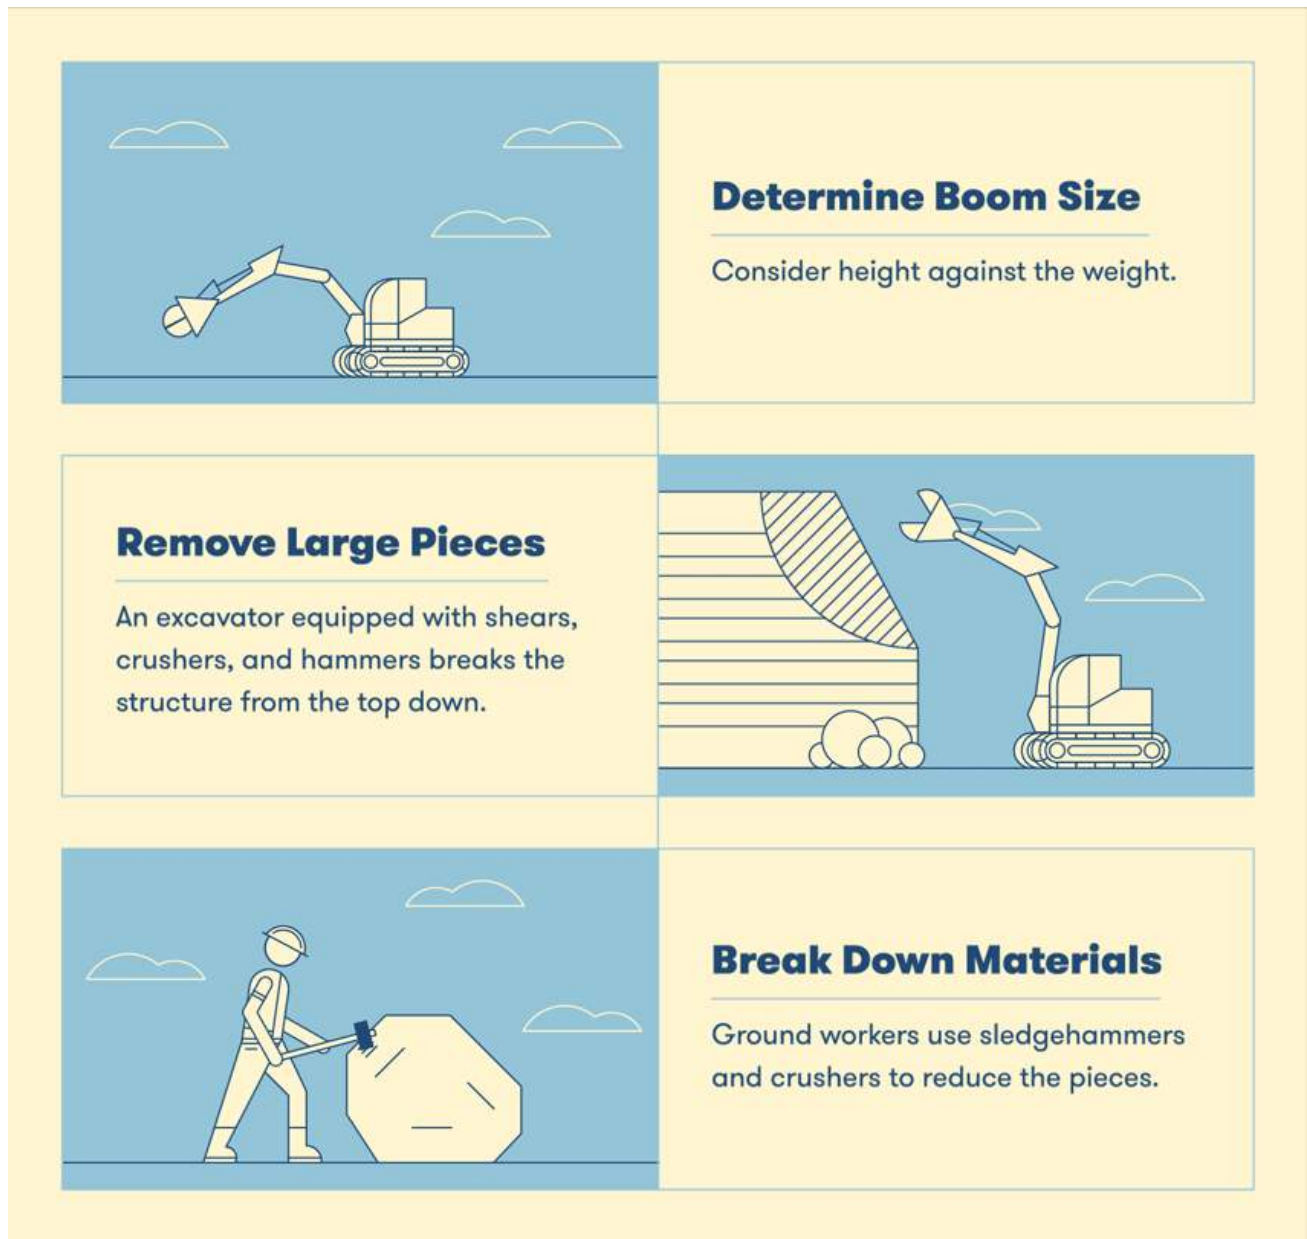 Determine Boom Size
Consider height against the weight.
Remove Large Pieces
An excavator equipped with shears,
crushers, and hammers breaks the
structure from the top down.
Break Down Materials
Ground workers use sledgehammers
and crushers to reduce the pieces.